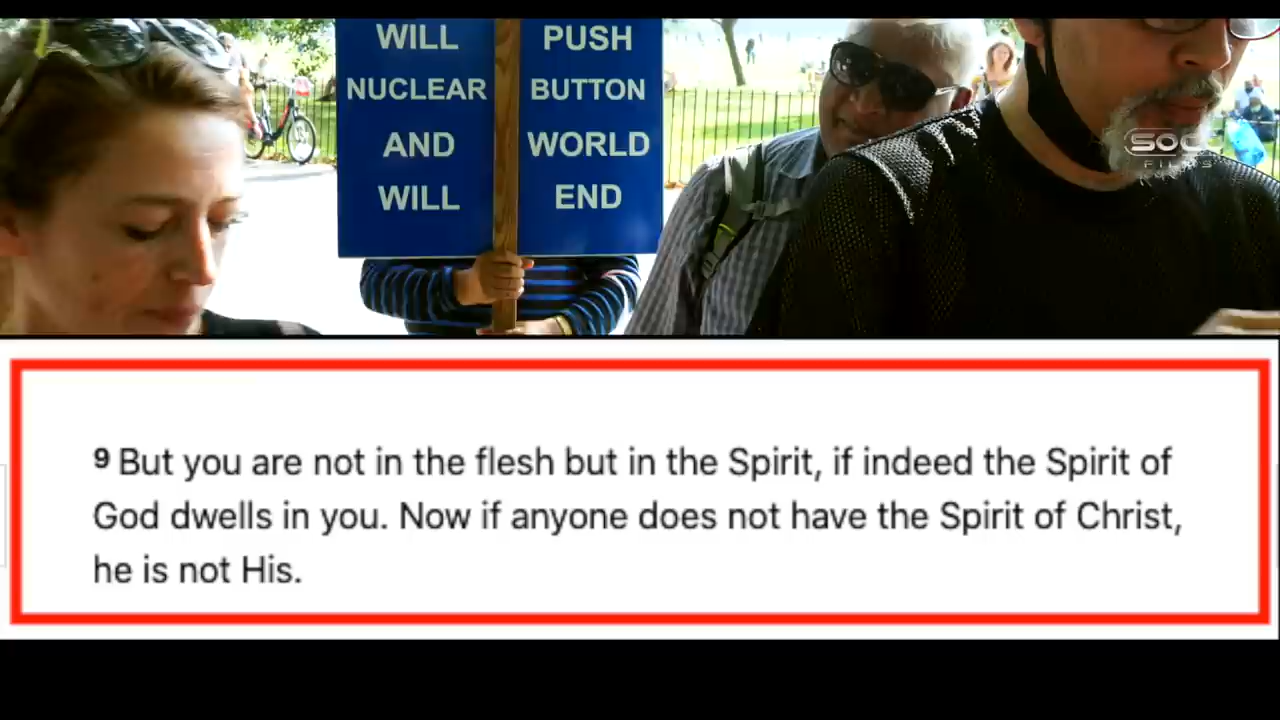 WILL PUSH
NUCLEAR BUTTON
AND WORLD
WILL END
FILMS
9 But you are not in the flesh but in the Spirit, if indeed the Spirit of
God dwells in you. Now if anyone does not have the Spirit of Christ,
he is not His.